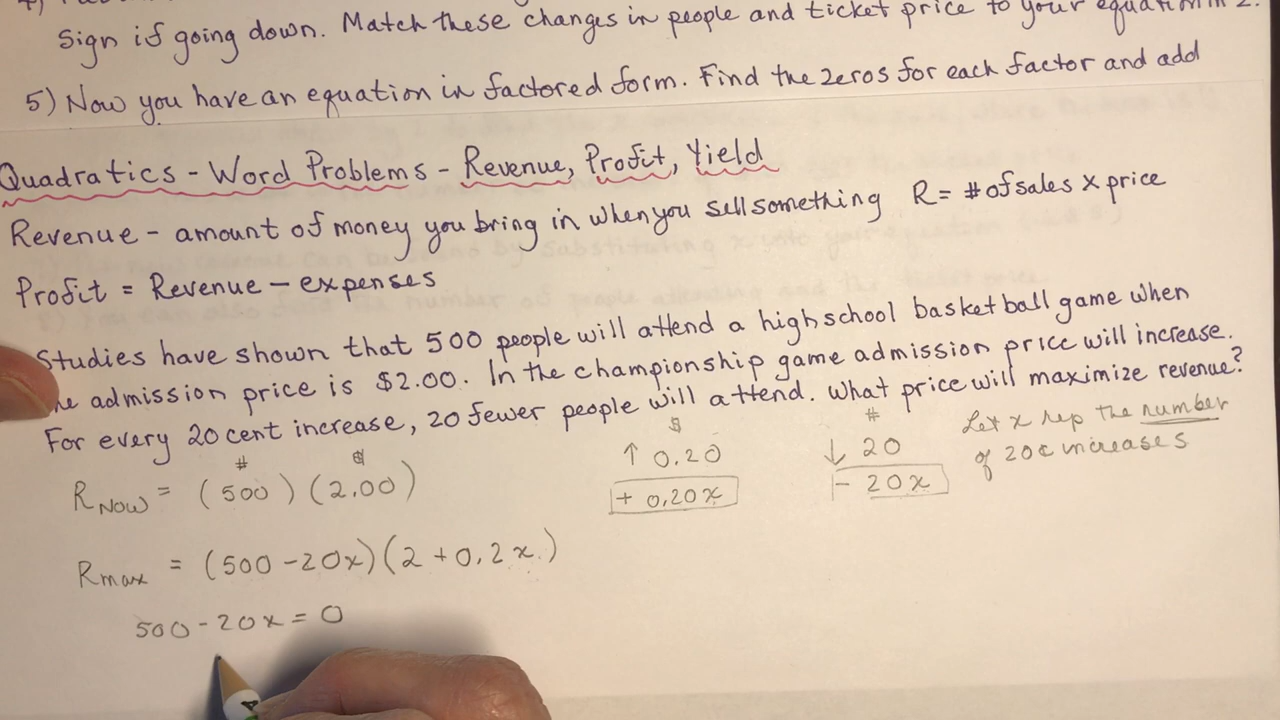 Sign if going down. Match these changes in people and ticket price to your equation in 2.
5) Now you have an equation in factored form. Find the zeros for each factor and add
Quadratics - Word Problems - Revenue, Profit, Yield
Revenue - amount of money you bring in when you sell something R = # of sales x price
Profit = Revenue - expenses
Studies have shown that 500 people will attend a high school basketball game when
he admission price is $2.00. In the championship game admission price will increase.
For every 20 cent increase, 20 fewer people will attend. What price will maximize revenue?
# $ $ # Let x rep the number
↑ 0.20 ↓ 20 of 20¢ increases
R NOW = (500)(2.00) + 0.20x - 20x
Rmax = (500 - 20x)(2 + 0.2x)
500 - 20x = 0